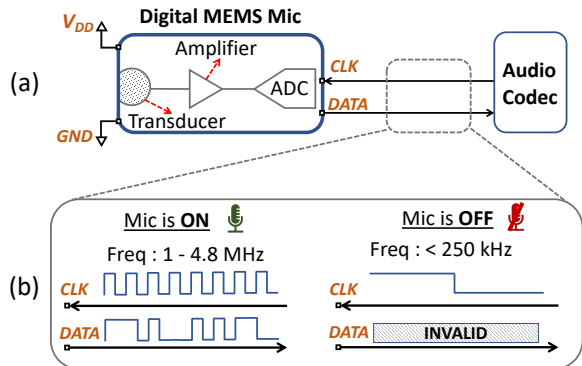 Digital MEMS Mic
V_DD
Amplifier
(a)
ADC
CLK
DATA
Audio
Codec
Transducer
GND
Mic is ON
Mic is OFF
Freq : 1 - 4.8 MHz
Freq : < 250 kHz
(b)
CLK
CLK
DATA
DATA
INVALID